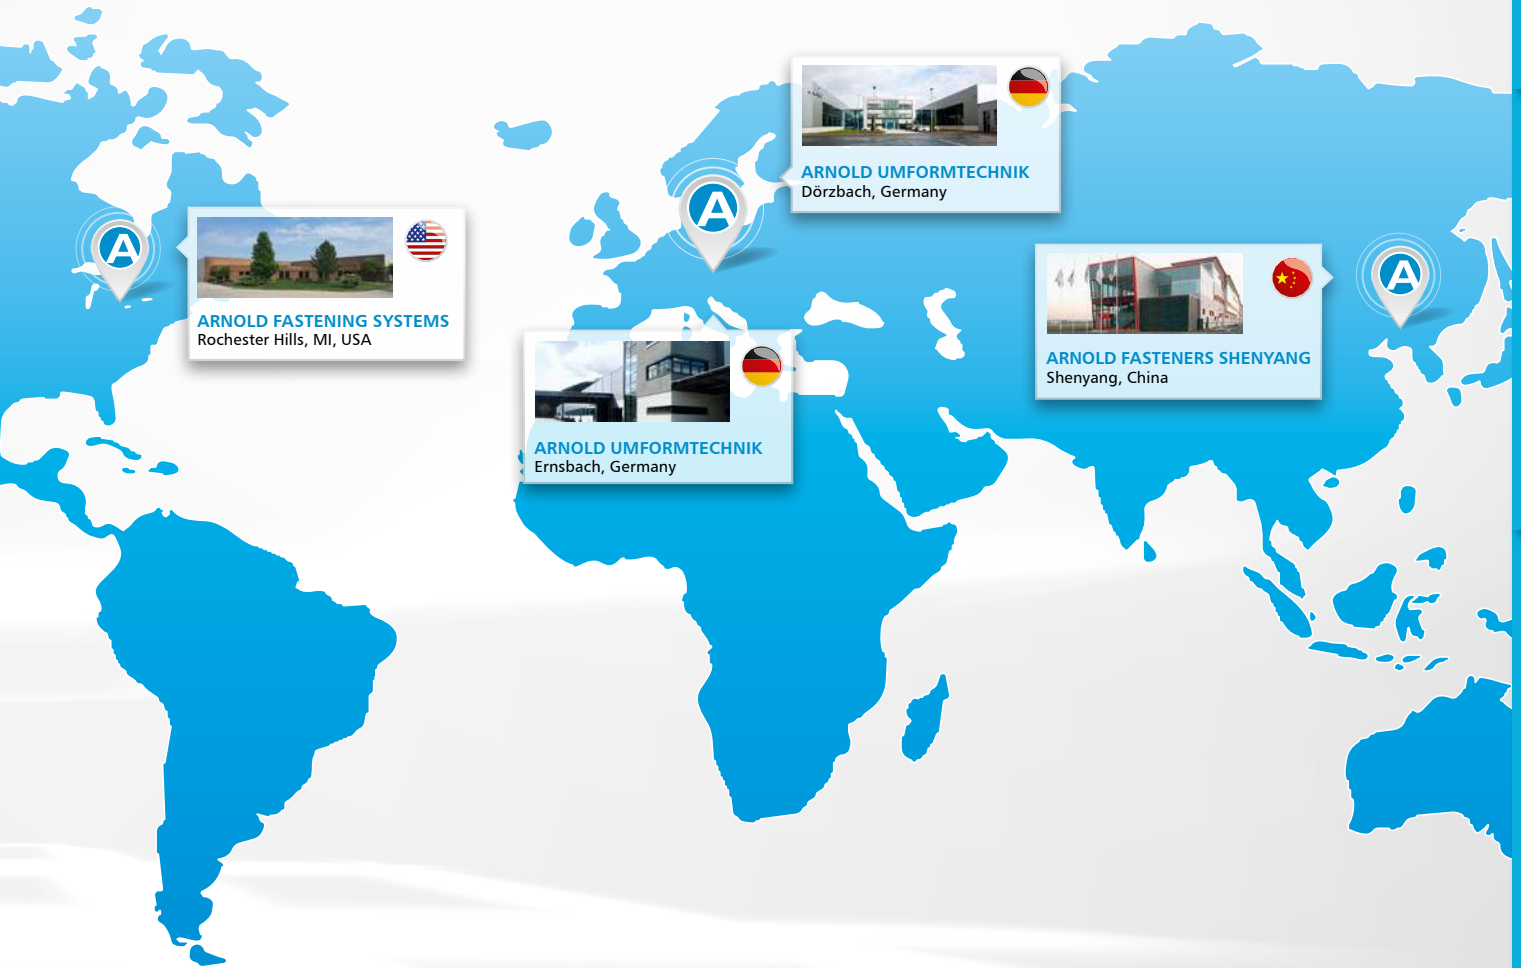 ARNOLD UMFORMTECHNIK
Dörzbach, Germany
A
A
ARNOLD FASTENING SYSTEMS
Rochester Hills, MI, USA
A
ARNOLD FASTENERS SHENYANG
Shenyang, China
ARNOLD UMFORMTECHNIK
Ernsbach, Germany